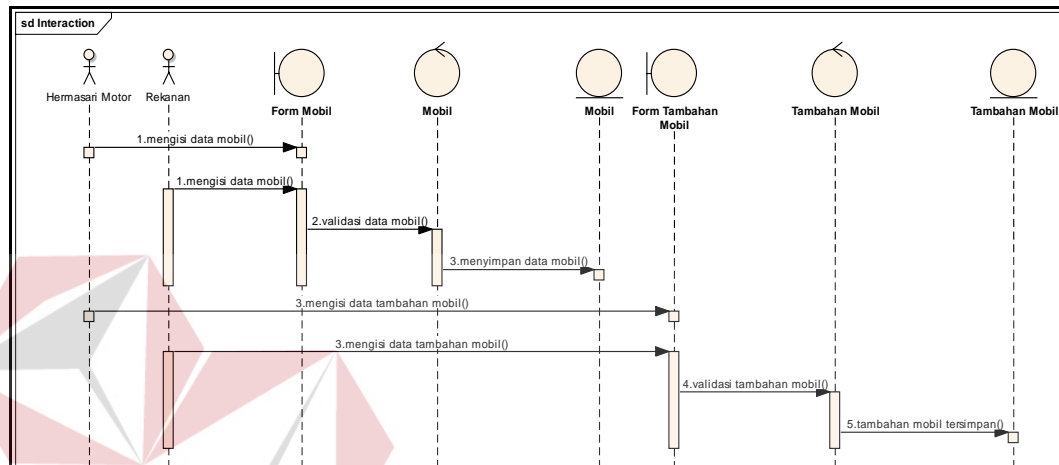 sd Interaction
Hermasari Motor
Rekanan
Form Mobil
Mobil
Mobil
Form Tambahan
Mobil
Tambahan Mobil
Tambahan Mobil
1.mengisi data mobil()
1.mengisi data mobil()
2.validasi data mobil()
3.menyimpan data mobil()
3.mengisi data tambahan mobil()
3.mengisi data tambahan mobil()
4.validasi tambahan mobil()
5.tambahan mobil tersimpan()